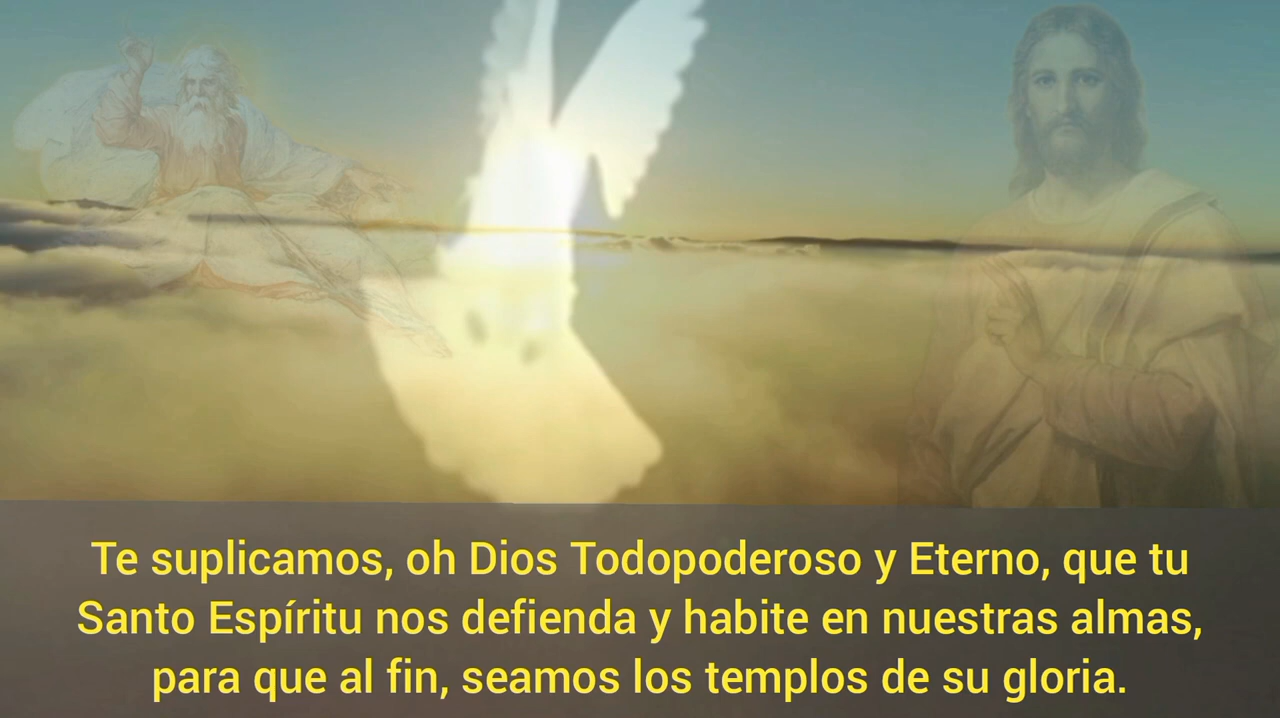 Te suplicamos, oh Dios Todopoderoso y Eterno, que tu
Santo Espíritu nos defienda y habite en nuestras almas,
para que al fin, seamos los templos de su gloria.